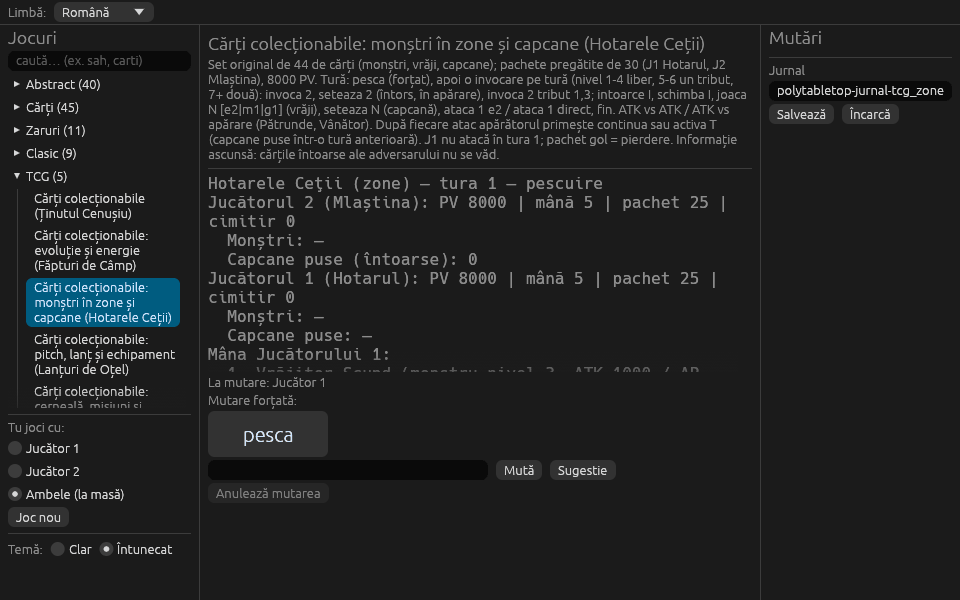 Limbă: Română
Jocuri
caută... (ex. sah, carti)
Abstract (40)
Cărți (45)
Zaruri (11)
Clasic (9)
TCG (5)
Cărți colecționabile
(Ținutul Cenușiu)
Cărți colecționabile:
evoluție și energie
(Făpturi de Câmp)
Cărți colecționabile:
monștri în zone și
capcane (Hotarele Ceții)
Cărți colecționabile:
pitch, lanț și echipament
(Lanțuri de Oțel)
Cărți colecționabile:
cerneală, misiuni și
Tu joci cu:
Jucător 1
Jucător 2
Ambele (la masă)
Joc nou
Temă: Clar Întunecat
Cărți colecționabile: monștri în zone și capcane (Hotarele Ceții)
Set original de 44 de cărți (monștri, vrăji, capcane); pachete pregătite de 30 (J1 Hotarul, J2
Mlaștina), 8000 PV. Tură: pesca (forțat), apoi o invocare pe tură (nivel 1-4 liber, 5-6 un tribut,
7+ două): invoca 2, seteaza 2 (întors, în apărare), invoca 2 tribut 1,3; intoarce I, schimba I, joaca
N [e2|m1|g1] (vrăji), seteaza N (capcană), ataca 1 e2 / ataca 1 direct, fin. ATK vs ATK / ATK vs
apărare (Pătrunde, Vânător). După fiecare atac apărătorul primește continua sau activa T
(capcane puse într-o tură anterioară). J1 nu atacă în tura 1; pachet gol = pierdere. Informație
ascunsă: cărțile întoarse ale adversarului nu se văd.
Hotarele Ceții (zone) — tura 1 — pescuire
Jucătorul 2 (Mlaștina): PV 8000 | mână 5 | pachet 25 |
cimitir 0
Monștri: —
Capcane puse (întoarse): 0
Jucătorul 1 (Hotarul): PV 8000 | mână 5 | pachet 25 |
cimitir 0
Monștri: —
Capcane puse: —
Mâna Jucătorului 1:
La mutare: Jucător 1
Mutare forțată:
pesca
Mută Sugestie
Anulează mutarea
Mutări
Jurnal
polytabletop-jurnal-tcg_zone
Salvează Încarcă